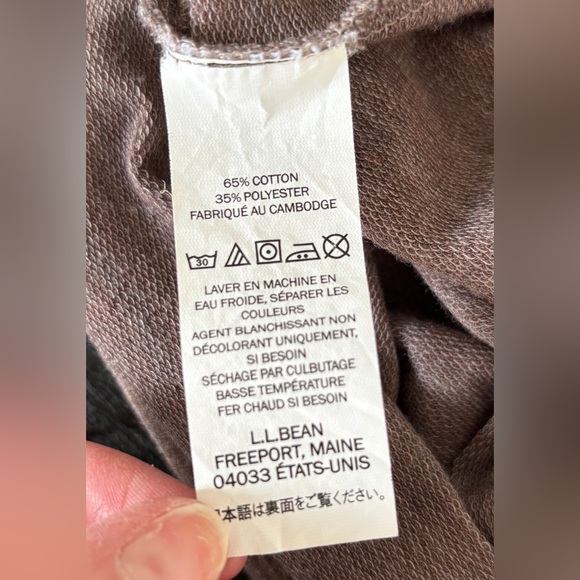 65% COTTON
35% POLYESTER
FABRIQUÉ AU CAMBODGE
30
LAVER EN MACHINE EN
EAU FROIDE, SÉPARER LES
COULEURS
AGENT BLANCHISSANT NON
DÉCOLORANT UNIQUEMENT,
SI BESOIN
SÉCHAGE PAR CULBUTAGE
BASSE TEMPÉRATURE
FER CHAUD SI BESOIN
L.L.BEAN
FREEPORT, MAINE
04033 ÉTATS-UNIS
日本語は裏面をご覧ください。